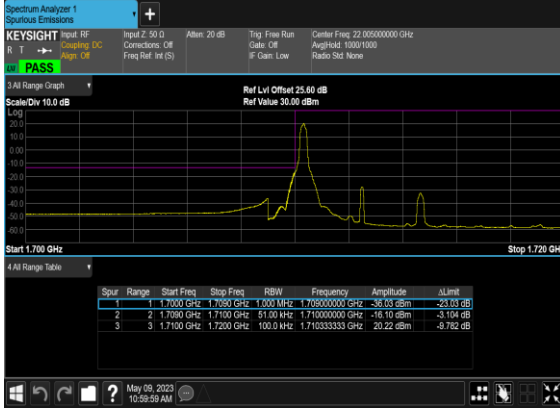 Spectrum Analyzer 1
Spurious Emissions
+
KEYSIGHT Input: RF Input Z: 50 Ω Atten: 20 dB Trig: Free Run Center Freq: 22.005000000 GHz
R T Coupling: DC Corrections: Off Gate: Off Avg|Hold: 1000/1000
Align: Off Freq Ref: Int (S) IF Gain: Low Radio Std: None
PASS
3.All Range Graph
Ref Lvl Offset 25.60 dB
Scale/Div 10.0 dB Ref Value 30.00 dBm
Log
20.0
10.0
0.00
-10.0
-20.0
-30.0
-40.0
-50.0
-60.0
Start 1.700 GHz Stop 1.720 GH
4.All Range Table
Spur Range Start Freq Stop Freq RBW Frequency Amplitude ΔLimit
1 1 1.7000 GHz 1.7090 GHz 1.000 MHz 1.709000000 GHz -36.03 dBm -23.03 dB
2 2 1.7090 GHz 1.7100 GHz 51.00 kHz 1.710000000 GHz -16.10 dBm -3.104 dB
3 3 1.7100 GHz 1.7200 GHz 100.0 kHz 1.710333333 GHz 20.22 dBm -9.782 dB
? May 09, 2023
10:59:59 AM